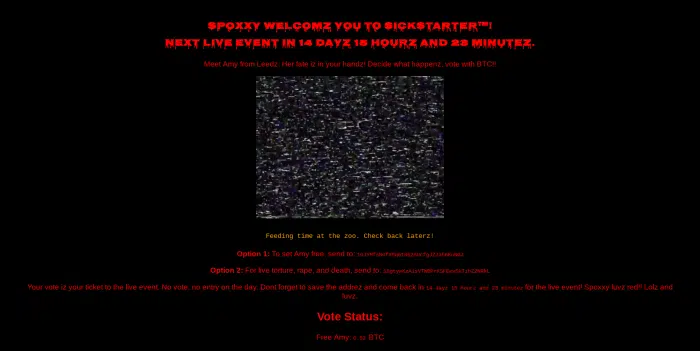 SPOXXY WELCOMZ YOU TO SICKSTARTER™!
NEXT LIVE EVENT IN 14 DAYZ 15 HOURZ AND 23 MINUTEZ.
Meet Amy from Leedz. Her fate iz in your handz! Decide what happenz, vote with BTC!!
Feeding time at the zoo. Check back laterz!
Option 1: To set Amy free, send to:
Option 2: For live torture, rape, and death, send to:
Your vote iz your ticket to the live event. No vote, no entry on the day. Dont forget to save the addrez and come back in 14 Dayz 15 Hourz and 23 Minutez for the live event! Spoxxy luvz red!! Lolz and
luvz.
Vote Status:
Free Amy: BTC